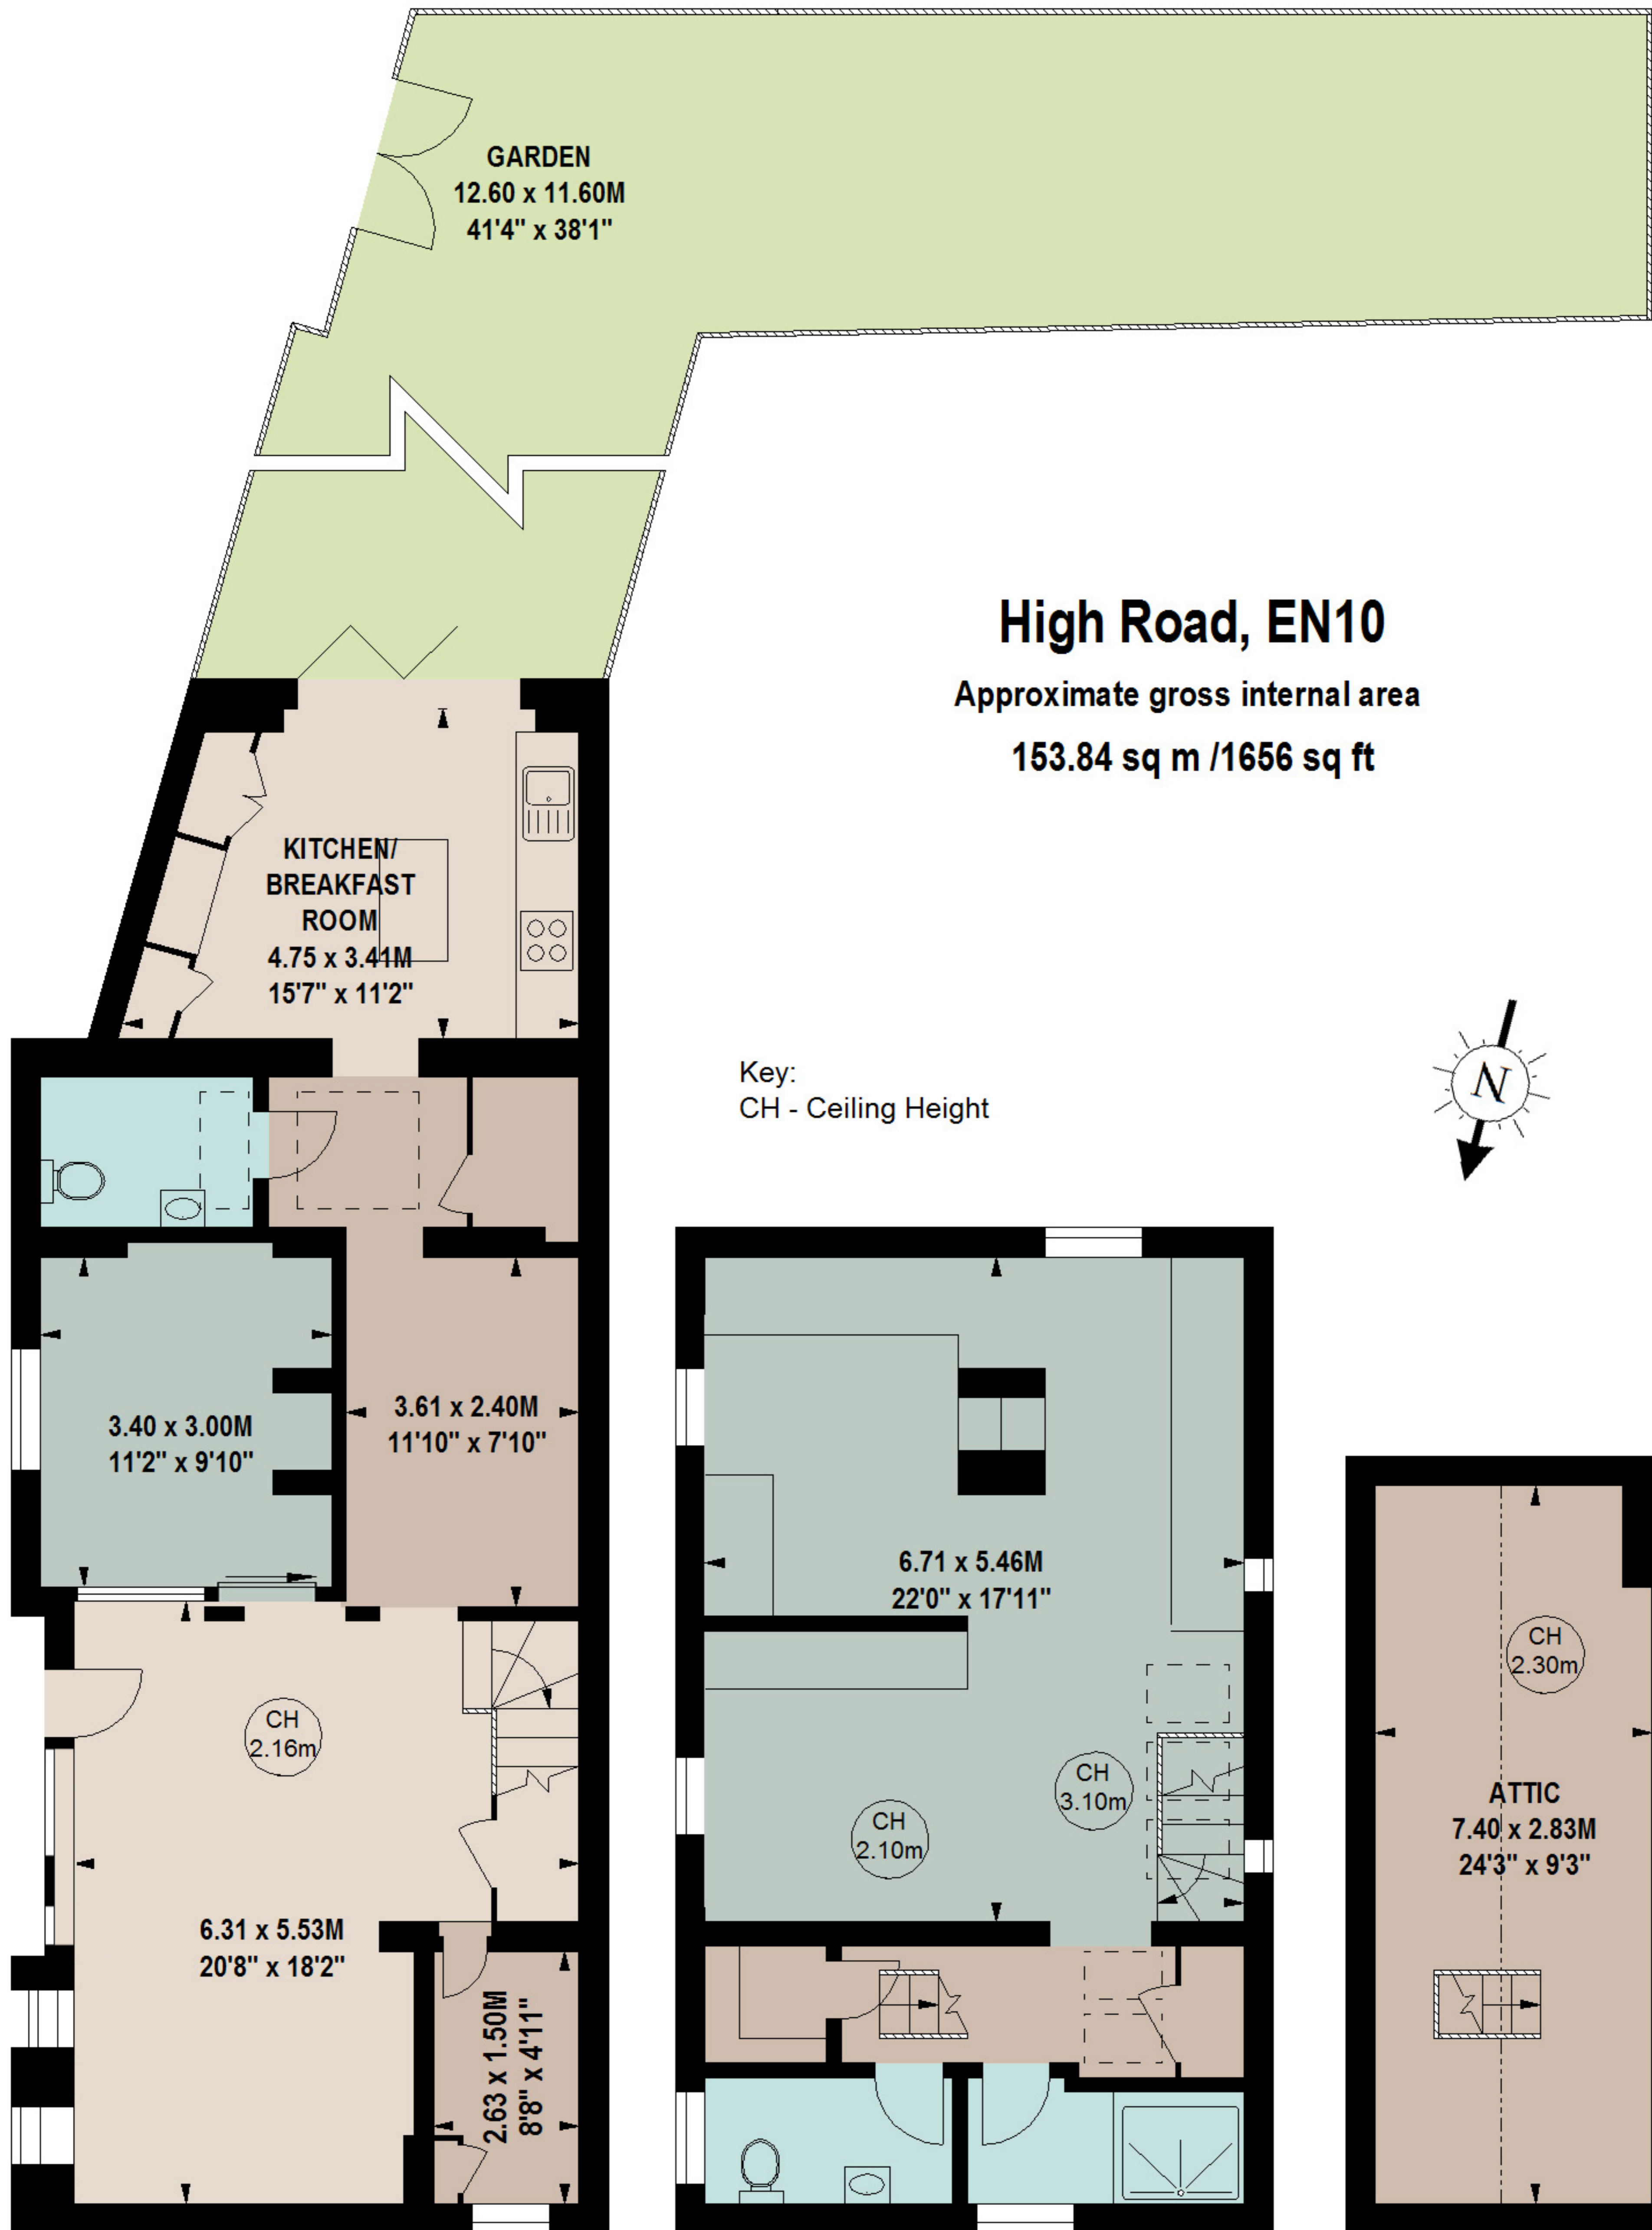 GARDEN
12.60 x 11.60M
41'4" x 38'1"
High Road, EN10
Approximate gross internal area
153.84 sq m /1656 sq ft
KITCHEN/
BREAKFAST
ROOM
4.75 x 3.41M
15'7" x 11'2"
Key:
CH - Ceiling Height
N
3.40 x 3.00M
11'2" x 9'10"
3.61 x 2.40M
11'10" x 7'10"
CH
2.16m
6.31 x 5.53M
20'8" x 18'2"
2.63 x 1.50M
8'8" x 4'11"
6.71 x 5.46M
22'0" x 17'11"
CH
3.10m
CH
2.10m
CH
2.30m
ATTIC
7.40 x 2.83M
24'3" x 9'3"